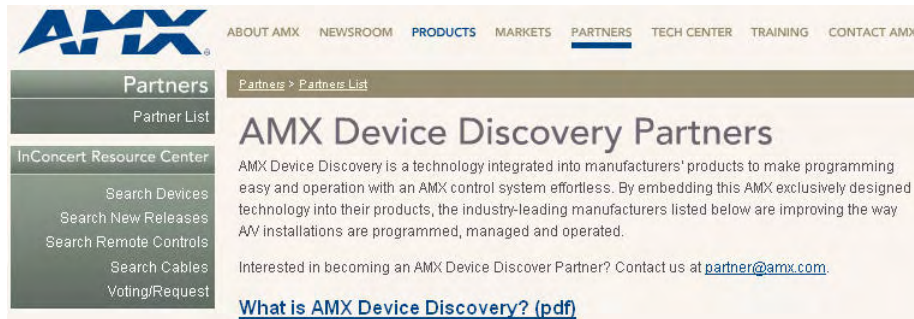 AMX
ABOUT AMX NEWSROOM PRODUCTS MARKETS PARTNERS TECH CENTER TRAINING CONTACT AMX
Partners
Partner List
InConcert Resource Center
Search Devices
Search New Releases
Search Remote Controls
Search Cables
Voting/Request
Partners > Partners List
AMX Device Discovery Partners
AMX Device Discovery is a technology integrated into manufacturers' products to make programming
easy and operation with an AMX control system effortless. By embedding this AMX exclusively designed
technology into their products, the industry-leading manufacturers listed below are improving the way
A/V installations are programmed, managed and operated.
Interested in becoming an AMX Device Discover Partner? Contact us at partner@amx.com.
What is AMX Device Discovery? (pdf)